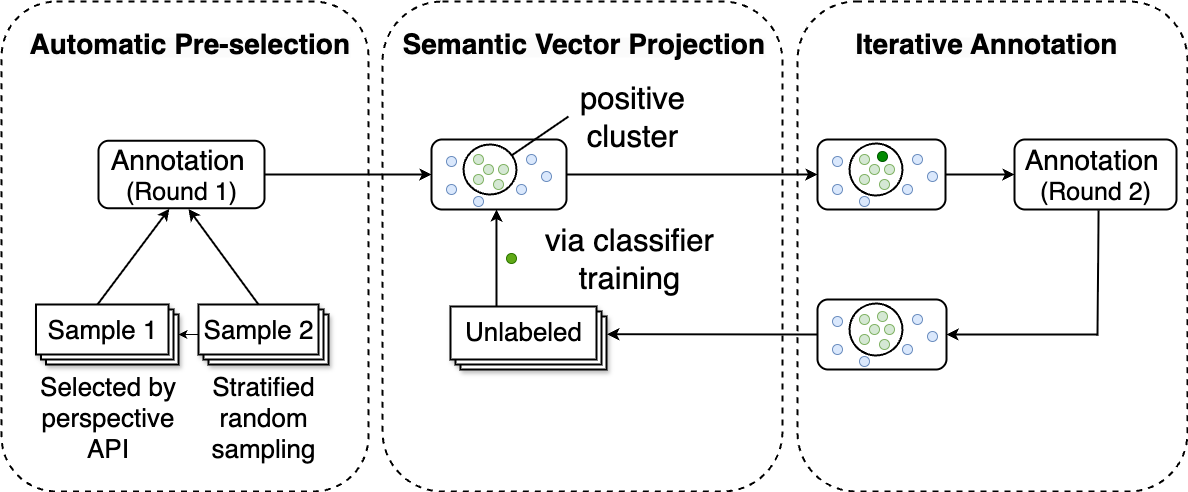 Automatic Pre-selection
Annotation
(Round 1)
Sample 1
Sample 2
Selected by
perspective
API
Stratified
random
sampling
Semantic Vector Projection
positive
cluster
via classifier
training
Unlabeled
Iterative Annotation
Annotation
(Round 2)